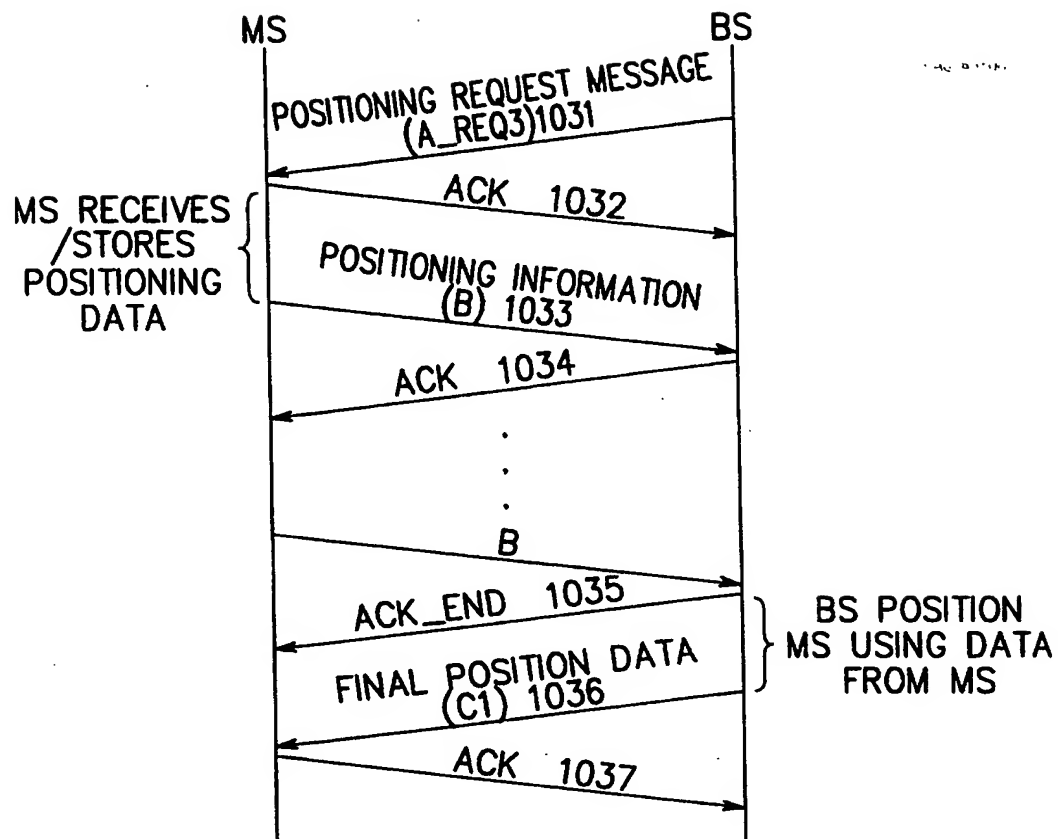 MS
BS
POSITIONING REQUEST MESSAGE
(A_REQ3)1031
ACK 1032
MS RECEIVES
/STORES
POSITIONING
DATA
POSITIONING INFORMATION
(B) 1033
ACK 1034
B
ACK_END 1035
BS POSITION
MS USING DATA
FROM MS
FINAL POSITION DATA
(C1) 1036
ACK 1037